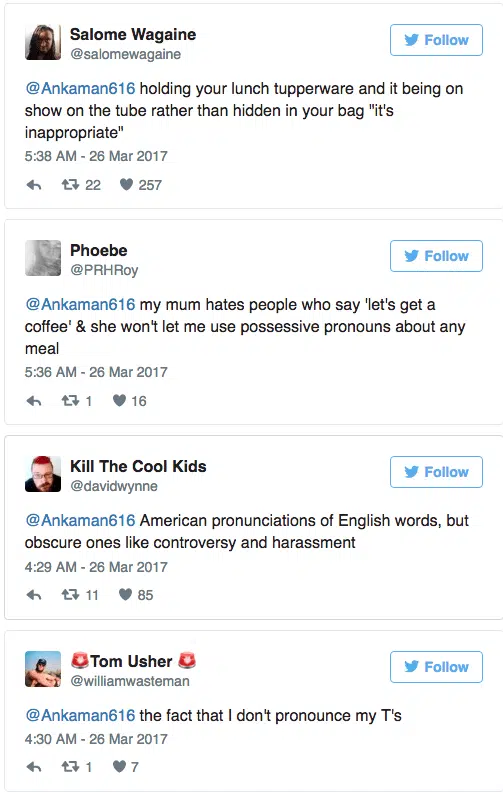 Salome Wagaine
Follow
@salomewagaine
@Ankaman616 holding your lunch tupperware and it being on
show on the tube rather than hidden in your bag "it's
inappropriate"
5:38 AM - 26 Mar 2017
22 257
Phoebe
Follow
@PRHRoy
@Ankaman616 my mum hates people who say 'let's get a
coffee' & she won't let me use possessive pronouns about any
meal
5:36 AM - 26 Mar 2017
1 16
Kill The Cool Kids
Follow
@davidwynne
@Ankaman616 American pronunciations of English words, but
obscure ones like controversy and harassment
4:29 AM - 26 Mar 2017
11 85
🚨Tom Usher 🚨
Follow
@williamwasteman
@Ankaman616 the fact that I don't pronounce my T's
4:30 AM - 26 Mar 2017
1 7